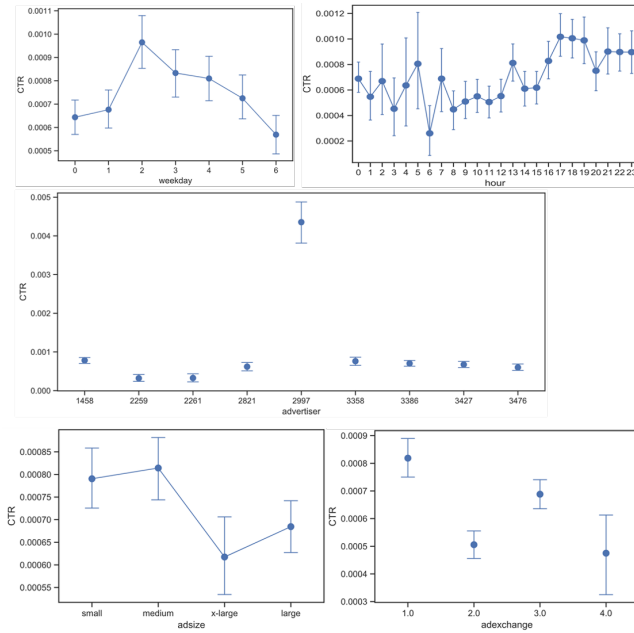 0.0011
0.0010
0.0009
0.0008
0.0007
0.0006
0.0005
CTR
0 1 2 3 4 5 6
weekday
0.0012
0.0010
0.0008
0.0006
0.0004
0.0002
CTR
0 1 2 3 4 5 6 7 8 9 10 11 12 13 14 15 16 17 18 19 20 21 22 23
hour
0.005
0.004
0.003
0.002
0.001
0.000
CTR
1458 2259 2261 2821 2997 3358 3386 3427 3476
advertiser
0.00085
0.00080
0.00075
0.00070
0.00065
0.00060
0.00055
CTR
small medium x-large large
adsize
0.0009
0.0008
0.0007
0.0006
0.0005
0.0004
0.0003
CTR
1.0 2.0 3.0 4.0
adexchange